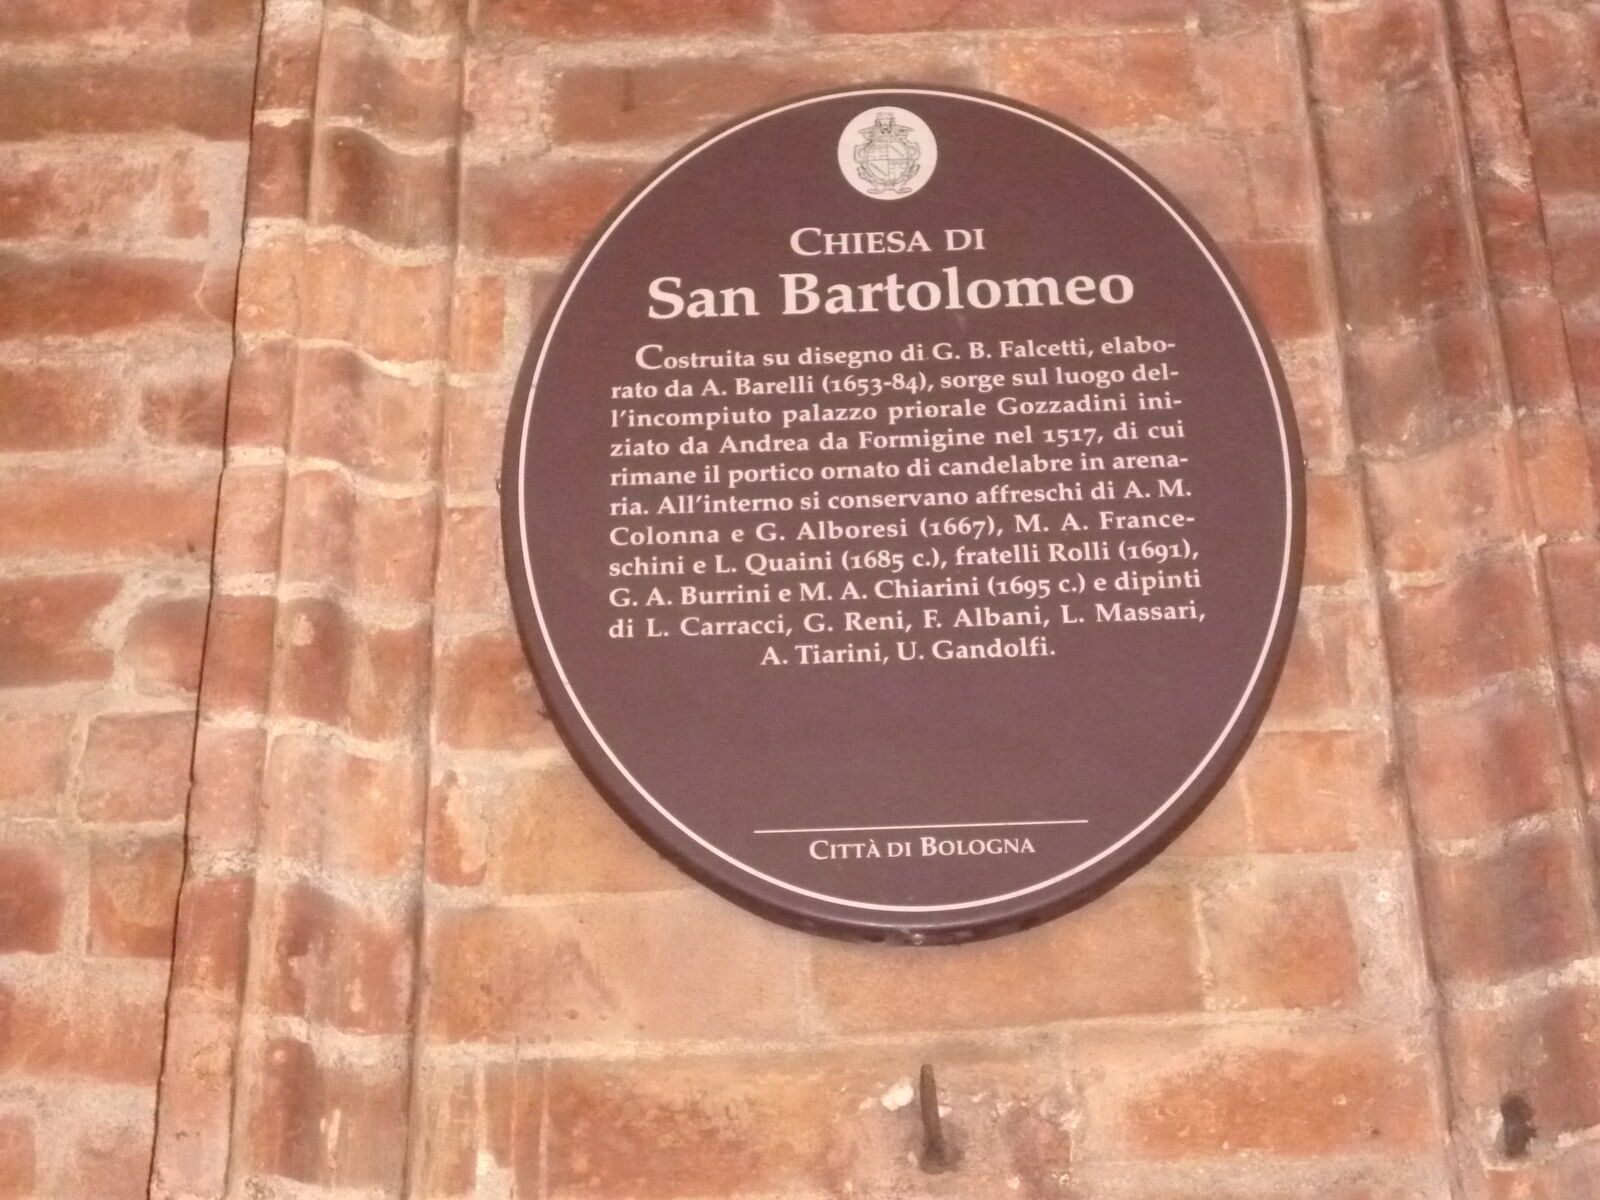 CHIESA DI
San Bartolomeo
Costruita su disegno di G. B. Falcetti, elabo-
rato da A. Barelli (1653-84), sorge sul luogo del-
l'incompiuto palazzo priorale Gozzadini ini-
ziato da Andrea da Formigine nel 1517, di cui
rimane il portico ornato di candelabre in arena-
ria. All'interno si conservano affreschi di A. M.
Colonna e G. Alboresi (1667), M. A. France-
schini e L. Quaini (1685 c.), fratelli Rolli (1691),
G. A. Burrini e M. A. Chiarini (1695 c.) e dipinti
di L. Carracci, G. Reni, F. Albani, L. Massari,
A. Tiarini, U. Gandolfi.
CITTÀ DI BOLOGNA